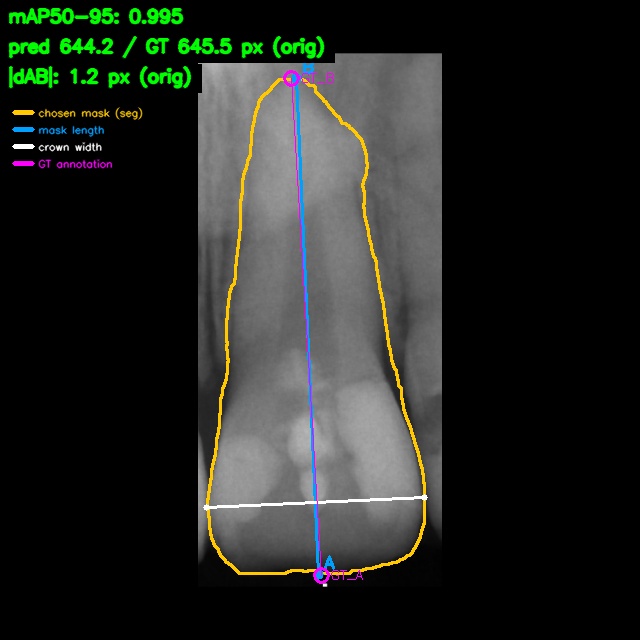 mAP50-95: 0.995
pred 644.2 / GT 645.5 px (orig)
|dAB|: 1.2 px (orig)
chosen mask (seg)
mask length
crown width
GT annotation
GT_B
A
GT_A